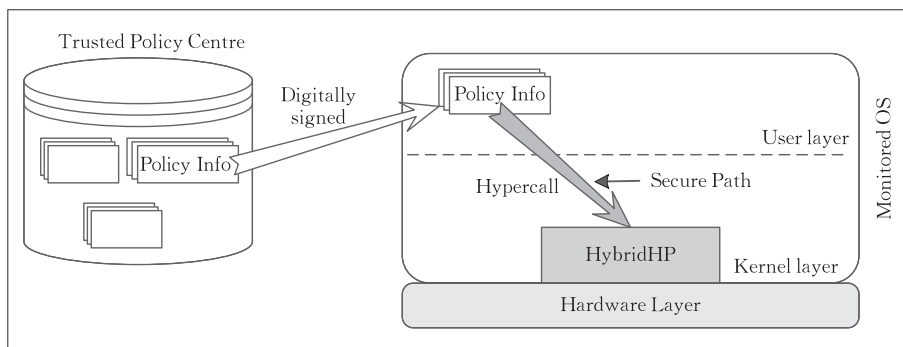 Trusted Policy Centre
Policy Info
Digitally
signed
Policy Info
User layer
Hypercall
Secure Path
HybridHP
Kernel layer
Hardware Layer
Monitored OS